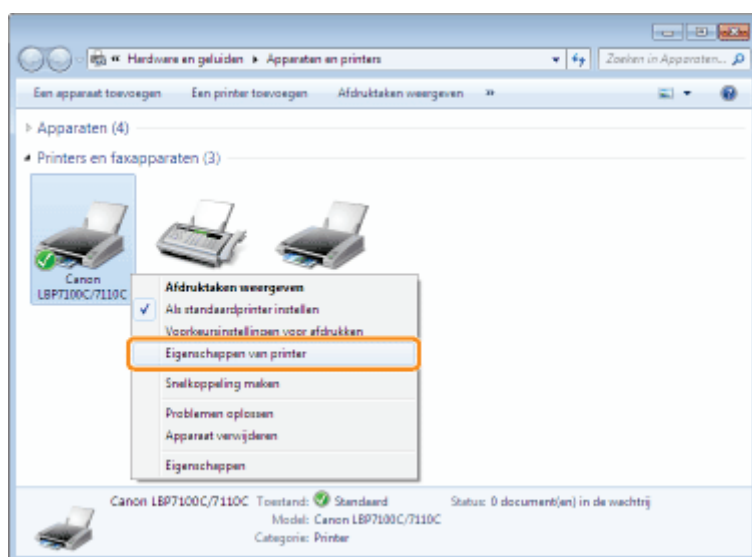 « Hardware en geluiden ▸ Apparaten en printers
Zoeken in Apparaten...
Een apparaat toevoegen Een printer toevoegen Afdruktaken weergeven »
Apparaten (4)
Printers en faxapparaten (3)
Canon
LBP7100C/7110C
Afdruktaken weergeven
Als standaardprinter instellen
Voorkeursinstellingen voor afdrukken
Eigenschappen van printer
Snelkoppeling maken
Problemen oplossen
Apparaat verwijderen
Eigenschappen
Canon LBP7100C/7110C Toestand: Standaard Status: 0 document(en) in de wachtrij
Model: Canon LBP7100C/7110C
Categorie: Printer